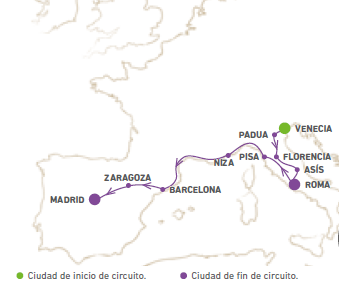 VENECIA
PADUA
NIZA
PISA
FLORENCIA
ASÍS
ROMA
ZARAGOZA
BARCELONA
MADRID
Ciudad de inicio de circuito.
Ciudad de fin de circuito.